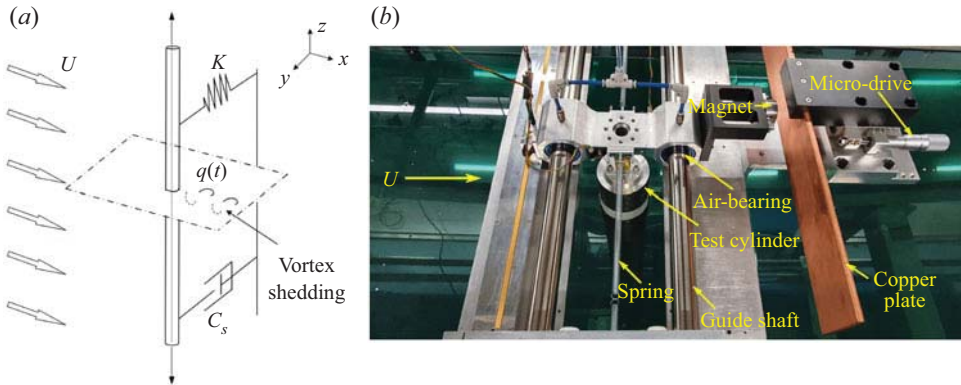 (a)
U
K
z
y
x
q(t)
Vortex
shedding
C_s
(b)
Magnet
Micro-drive
U
Air-bearing
Test cylinder
Spring
Guide shaft
Copper
plate